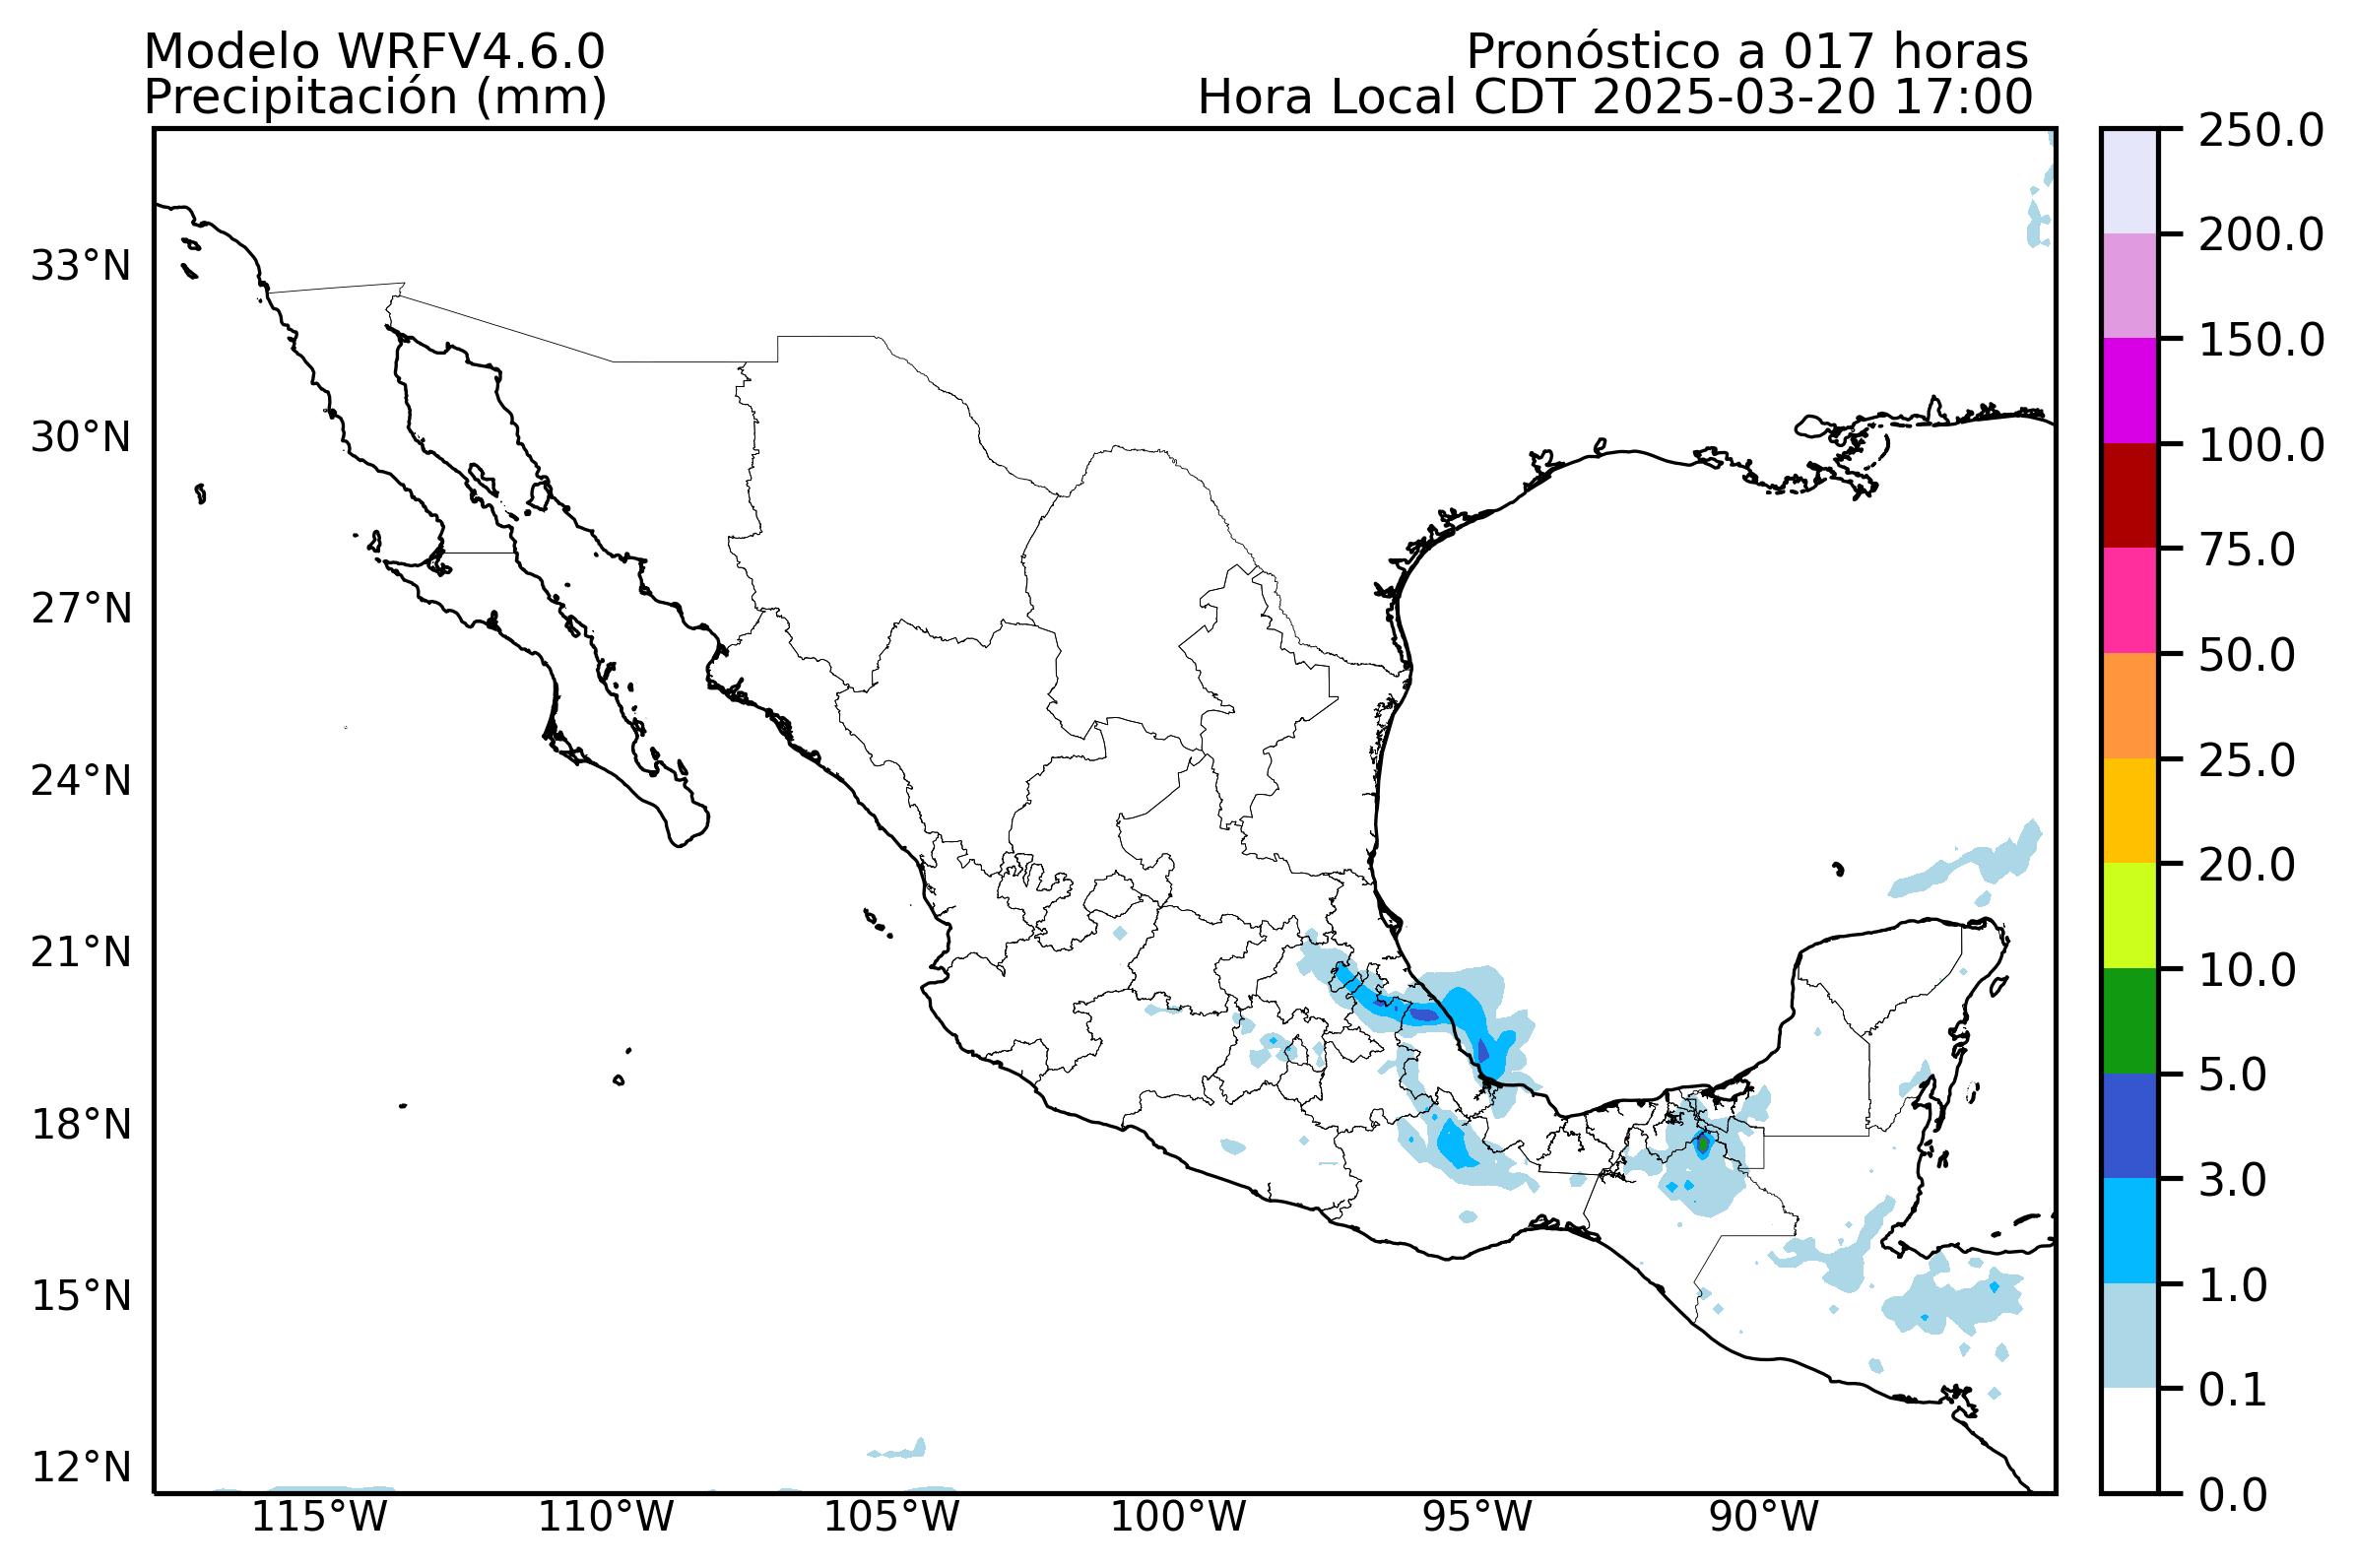 Modelo WRFV4.6.0
Precipitación (mm)
Pronóstico a 017 horas
Hora Local CDT 2025-03-20 17:00
33°N
30°N
27°N
24°N
21°N
18°N
15°N
12°N
115°W
110°W
105°W
100°W
95°W
90°W
250.0
200.0
150.0
100.0
75.0
50.0
25.0
20.0
10.0
5.0
3.0
1.0
0.1
0.0